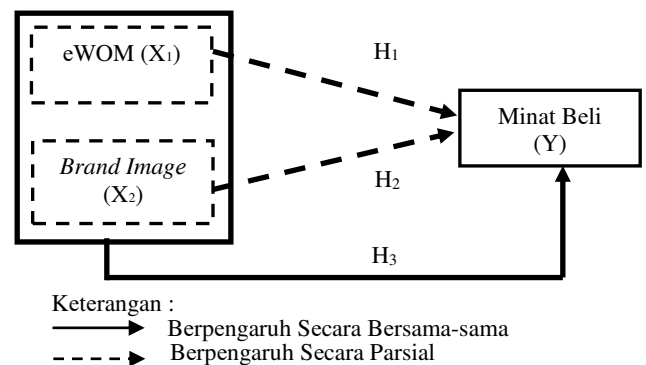 eWOM (X1)
H1
Minat Beli
(Y)
Brand Image
(X2)
H2
H3
Keterangan :
Berpengaruh Secara Bersama-sama
Berpengaruh Secara Parsial